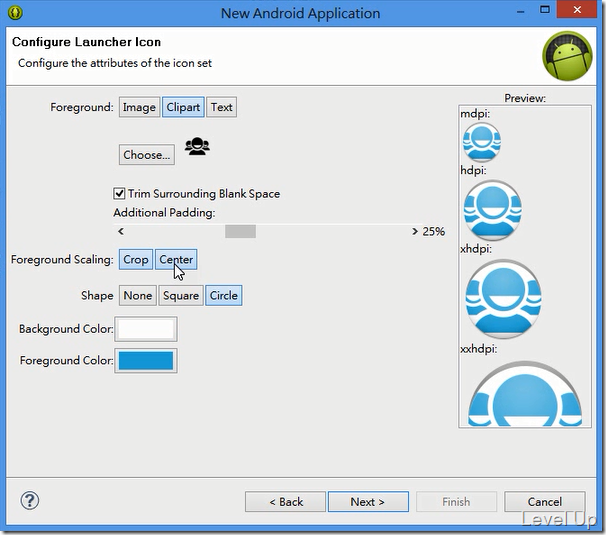 New Android Application
Configure Launcher Icon
Configure the attributes of the icon set
Foreground: Image Clipart Text
Choose...
Trim Surrounding Blank Space
Additional Padding:
25%
Foreground Scaling: Crop Center
Shape None Square Circle
Background Color:
Foreground Color:
Preview:
mdpi:
hdpi:
xhdpi:
xxhdpi:
< Back Next > Finish Cancel
Level Up